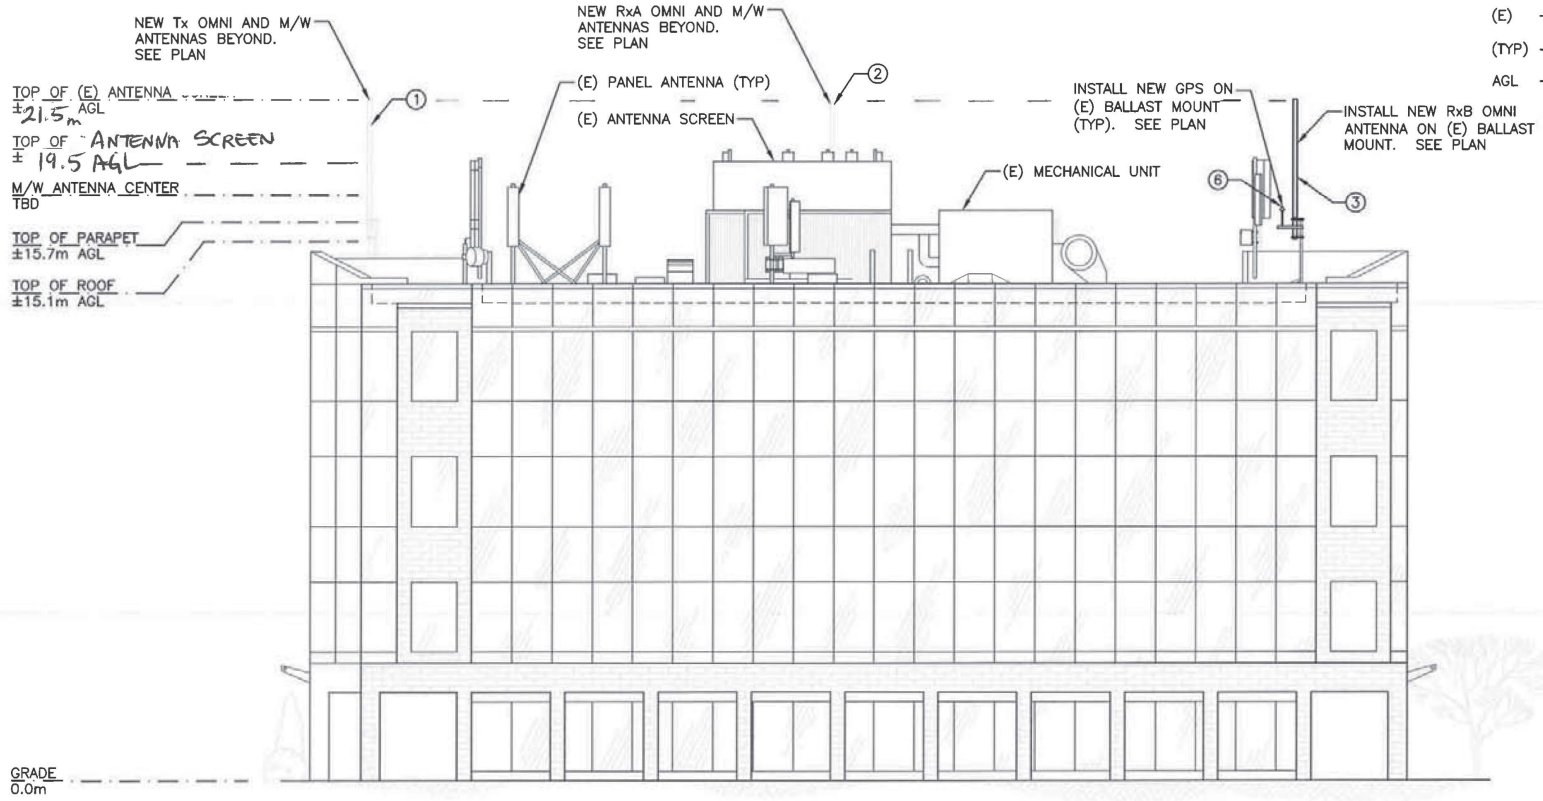 NEW Tx OMNI AND M/W
ANTENNAS BEYOND.
SEE PLAN
NEW RxA OMNI AND M/W
ANTENNAS BEYOND.
SEE PLAN
(E)
(TYP)
AGL
TOP OF (E) ANTENNA
±21.5m AGL
TOP OF ANTENNA SCREEN
± 19.5 AGL
M/W ANTENNA CENTER
TBD
TOP OF PARAPET
±15.7m AGL
TOP OF ROOF
±15.1m AGL
1
(E) PANEL ANTENNA (TYP)
(E) ANTENNA SCREEN
2
(E) MECHANICAL UNIT
INSTALL NEW GPS ON
(E) BALLAST MOUNT
(TYP). SEE PLAN
6
INSTALL NEW RxB OMNI
ANTENNA ON (E) BALLAST
MOUNT. SEE PLAN
3
GRADE
0.0m